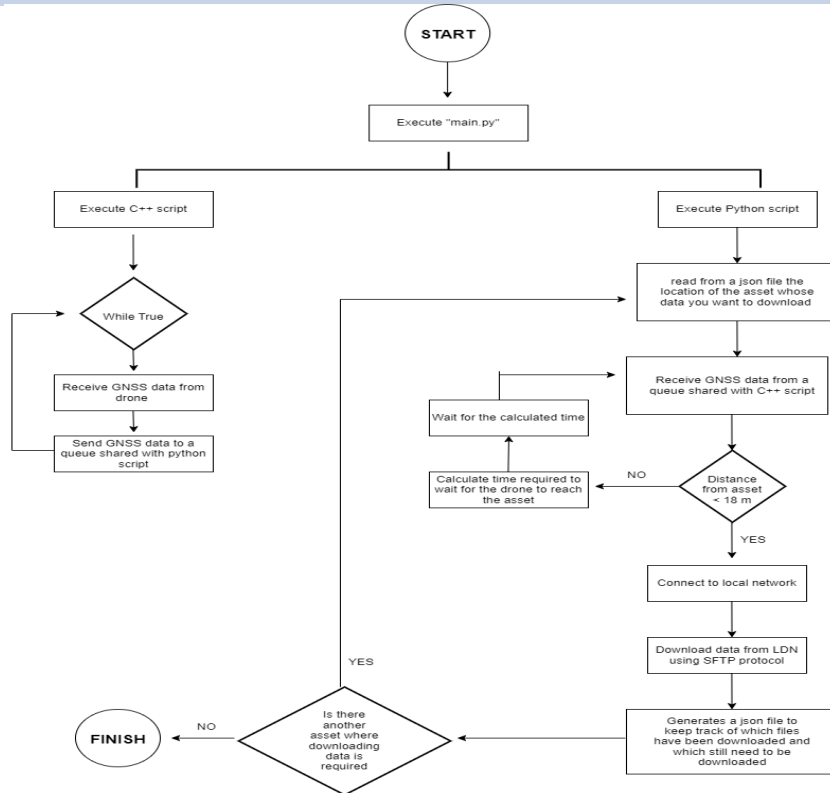 START
Execute "main.py"
Execute C++ script
Execute Python script
While True
Receive GNSS data from
drone
Send GNSS data to a
queue shared with python
script
read from a json file the
location of the asset whose
data you want to download
Receive GNSS data from a
queue shared with C++ script
Wait for the calculated time
Calculate time required to
wait for the drone to reach
the asset
NO
Distance
from asset
< 18 m
YES
Connect to local network
Download data from LDN
using SFTP protocol
Generates a json file to
keep track of which files
have been downloaded and
which still need to be
downloaded
YES
Is there
another
asset where
downloading
data is
required
NO
FINISH